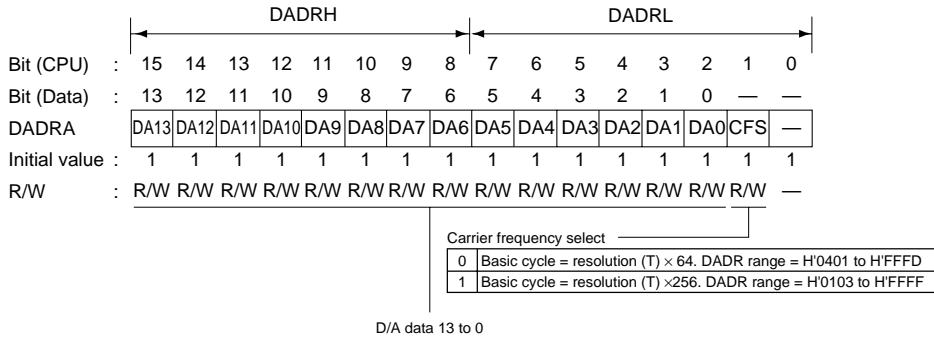 DADRH DADRL
Bit (CPU) : 15 14 13 12 11 10 9 8 7 6 5 4 3 2 1 0
Bit (Data) : 13 12 11 10 9 8 7 6 5 4 3 2 1 0 — —
DADRA DA13 DA12 DA11 DA10 DA9 DA8 DA7 DA6 DA5 DA4 DA3 DA2 DA1 DA0 CFS —
Initial value : 1 1 1 1 1 1 1 1 1 1 1 1 1 1 1 1
R/W : R/W R/W R/W R/W R/W R/W R/W R/W R/W R/W R/W R/W R/W R/W R/W —
Carrier frequency select
0 Basic cycle = resolution (T) × 64. DADR range = H'0401 to H'FFFD
1 Basic cycle = resolution (T) ×256. DADR range = H'0103 to H'FFFF
D/A data 13 to 0